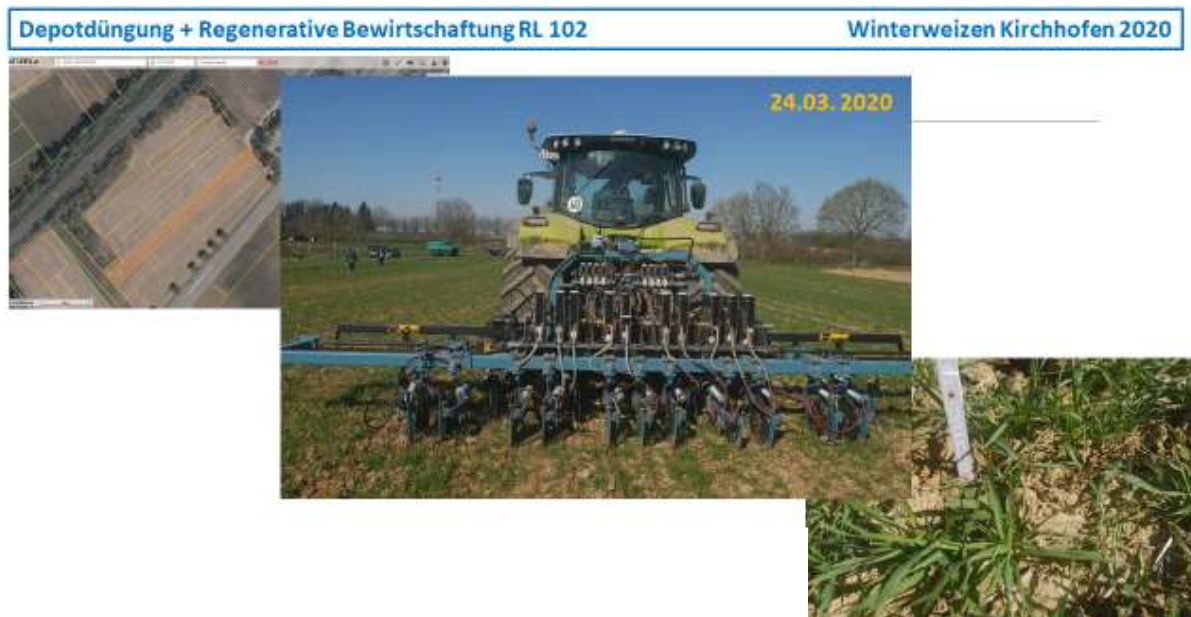 Depotdüngung + Regenerative Bewirtschaftung RL 102
Winterweizen Kirchhofen 2020
24.03. 2020